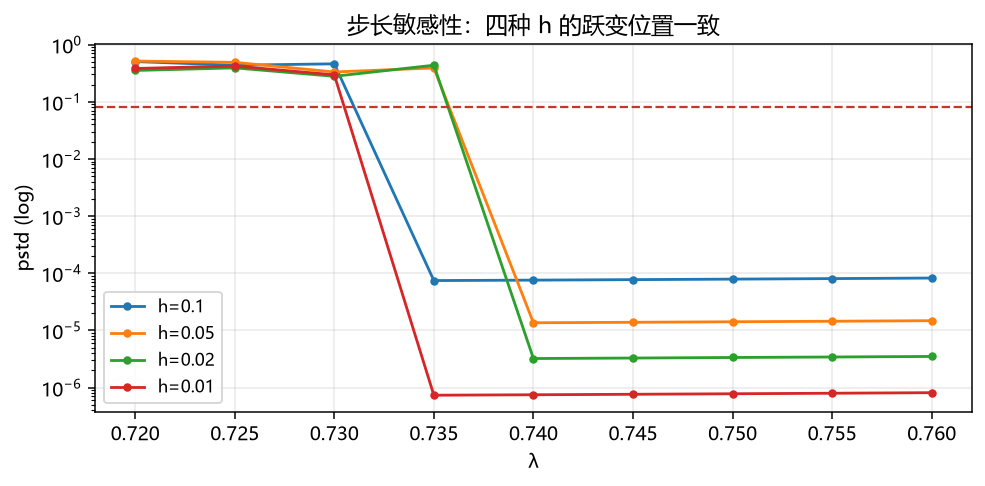 步长敏感性：四种 h 的跃变位置一致
10⁰
10⁻¹
10⁻²
10⁻³
10⁻⁴
10⁻⁵
10⁻⁶
pstd (log)
h=0.1
h=0.05
h=0.02
h=0.01
0.720 0.725 0.730 0.735 0.740 0.745 0.750 0.755 0.760
λ